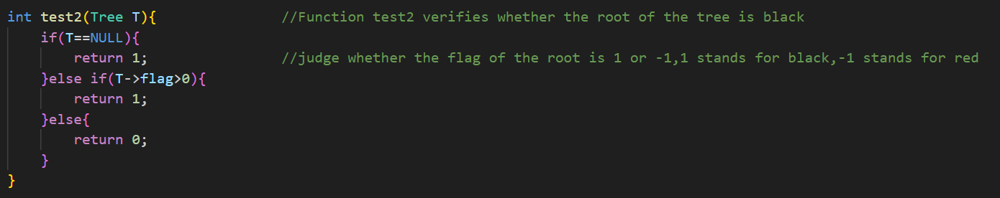 int test2(Tree T){ //Function test2 verifies whether the root of the tree is black
if(T==NULL){
return 1; //judge whether the flag of the root is 1 or -1,1 stands for black,-1 stands for red
}else if(T->flag>0){
return 1;
}else{
return 0;
}
}